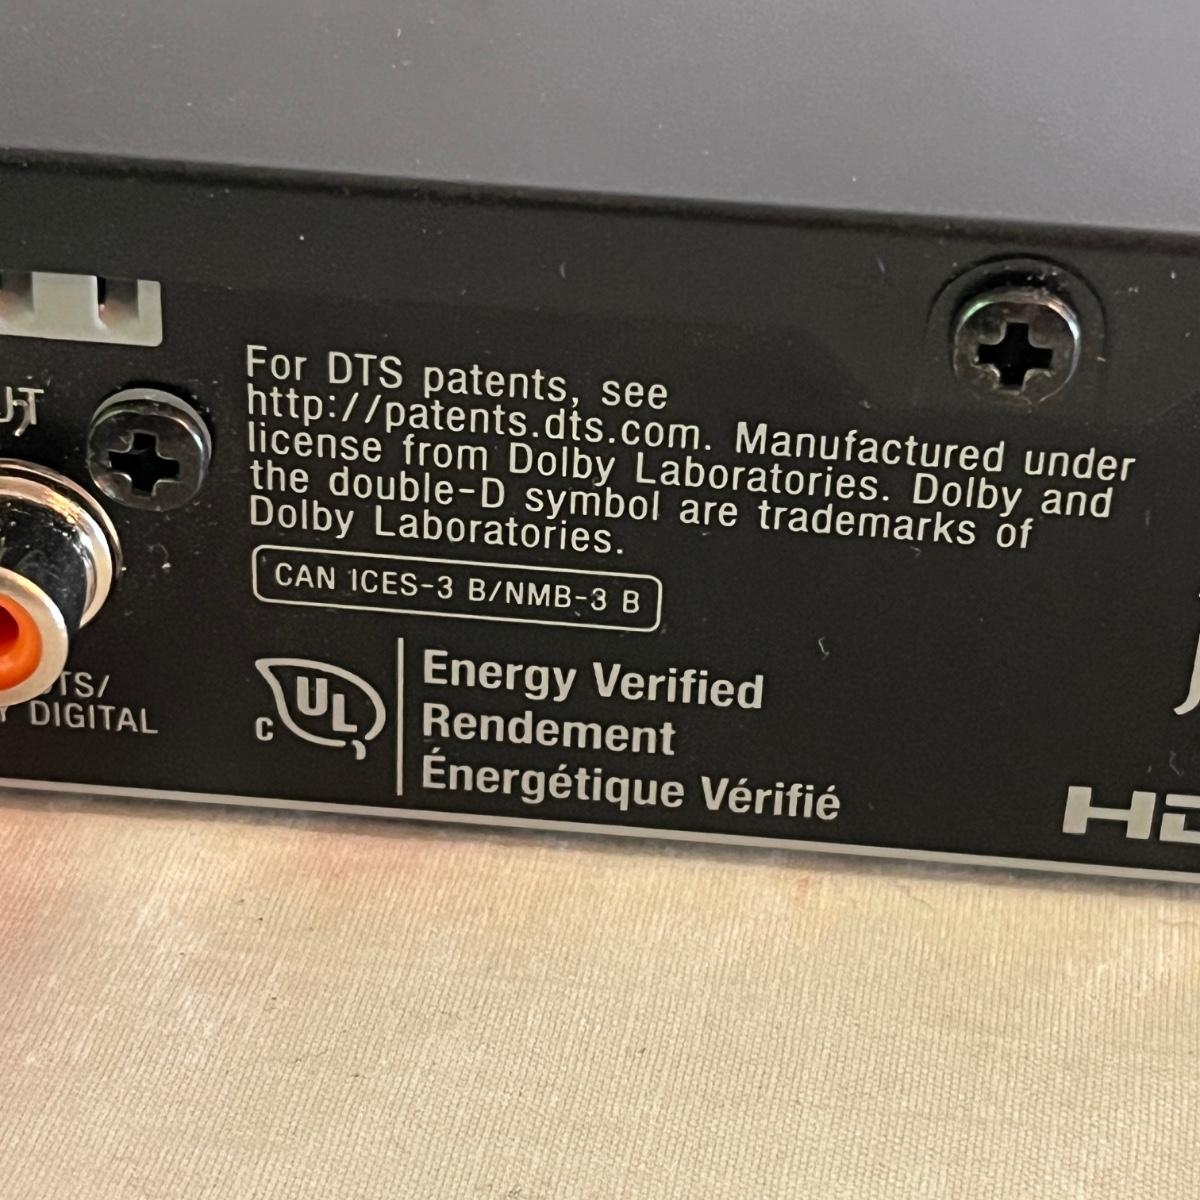 For DTS patents, see
http://patents.dts.com. Manufactured under
license from Dolby Laboratories. Dolby and
the double-D symbol are trademarks of
Dolby Laboratories.
CAN ICES-3 B/NMB-3 B
C UL
Energy Verified
Rendement
Énergétique Vérifié
DIGITAL